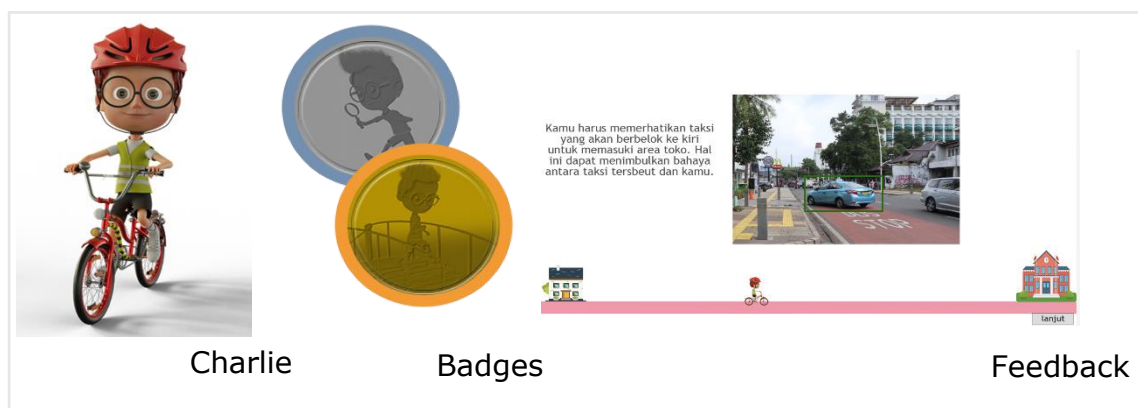 Kamu harus memerhatikan taksi
yang akan berbelok ke kiri
untuk memasuki area toko. Hal
ini dapat menimbulkan bahaya
antara taksi tersbeut dan kamu.
BUS
STOP
lanjut
Charlie
Badges
Feedback